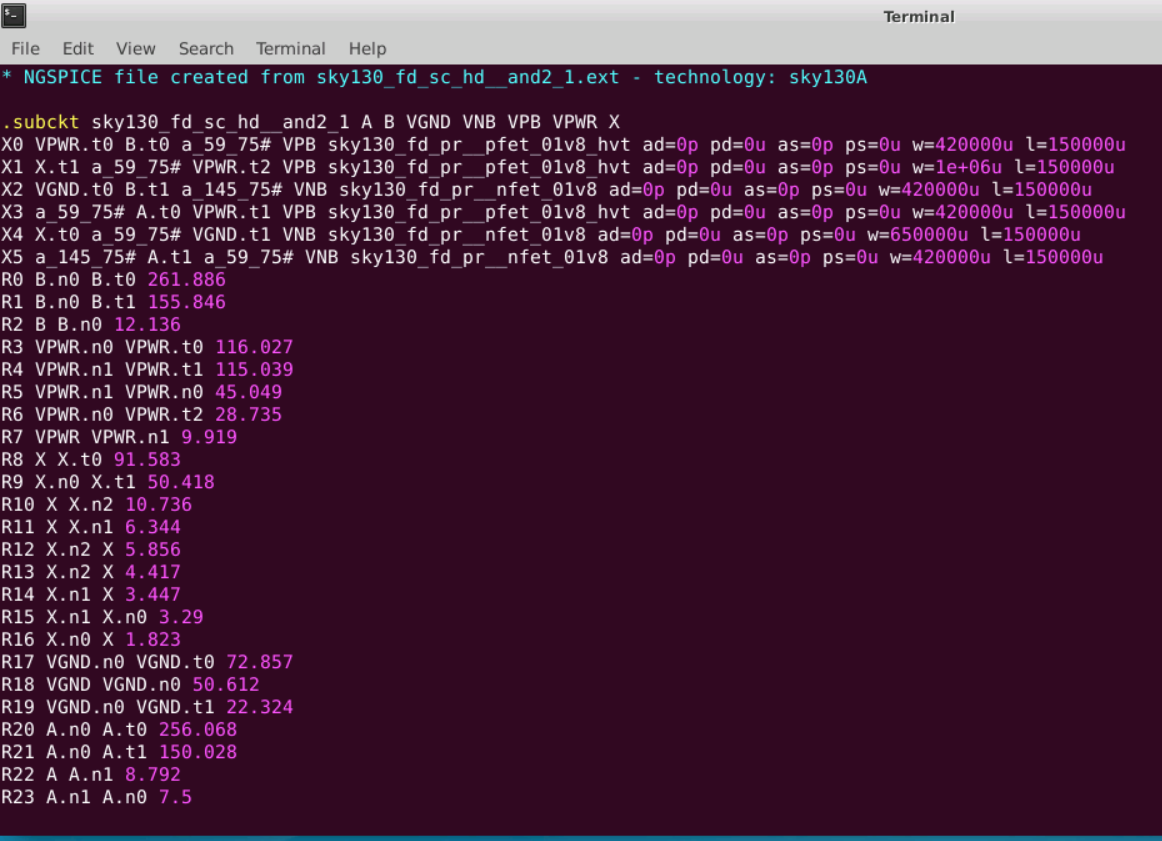 Terminal
File Edit View Search Terminal Help
* NGSPICE file created from sky130_fd_sc_hd__and2_1.ext - technology: sky130A
.subckt sky130_fd_sc_hd__and2_1 A B VGND VNB VPB VPWR X
X0 VPWR.t0 B.t0 a_59_75# VPB sky130_fd_pr__pfet_01v8_hvt ad=0p pd=0u as=0p ps=0u w=420000u l=150000u
X1 X.t1 a_59_75# VPWR.t2 VPB sky130_fd_pr__pfet_01v8_hvt ad=0p pd=0u as=0p ps=0u w=1e+06u l=150000u
X2 VGND.t0 B.t1 a_145_75# VNB sky130_fd_pr__nfet_01v8 ad=0p pd=0u as=0p ps=0u w=420000u l=150000u
X3 a_59_75# A.t0 VPWR.t1 VPB sky130_fd_pr__pfet_01v8_hvt ad=0p pd=0u as=0p ps=0u w=420000u l=150000u
X4 X.t0 a_59_75# VGND.t1 VNB sky130_fd_pr__nfet_01v8 ad=0p pd=0u as=0p ps=0u w=650000u l=150000u
X5 a_145_75# A.t1 a_59_75# VNB sky130_fd_pr__nfet_01v8 ad=0p pd=0u as=0p ps=0u w=420000u l=150000u
R0 B.n0 B.t0 261.886
R1 B.n0 B.t1 155.846
R2 B B.n0 12.136
R3 VPWR.n0 VPWR.t0 116.027
R4 VPWR.n1 VPWR.t1 115.039
R5 VPWR.n1 VPWR.n0 45.049
R6 VPWR.n0 VPWR.t2 28.735
R7 VPWR VPWR.n1 9.919
R8 X X.t0 91.583
R9 X.n0 X.t1 50.418
R10 X X.n2 10.736
R11 X X.n1 6.344
R12 X.n2 X 5.856
R13 X.n2 X 4.417
R14 X.n1 X 3.447
R15 X.n1 X.n0 3.29
R16 X.n0 X 1.823
R17 VGND.n0 VGND.t0 72.857
R18 VGND VGND.n0 50.612
R19 VGND.n0 VGND.t1 22.324
R20 A.n0 A.t0 256.068
R21 A.n0 A.t1 150.028
R22 A A.n1 8.792
R23 A.n1 A.n0 7.5